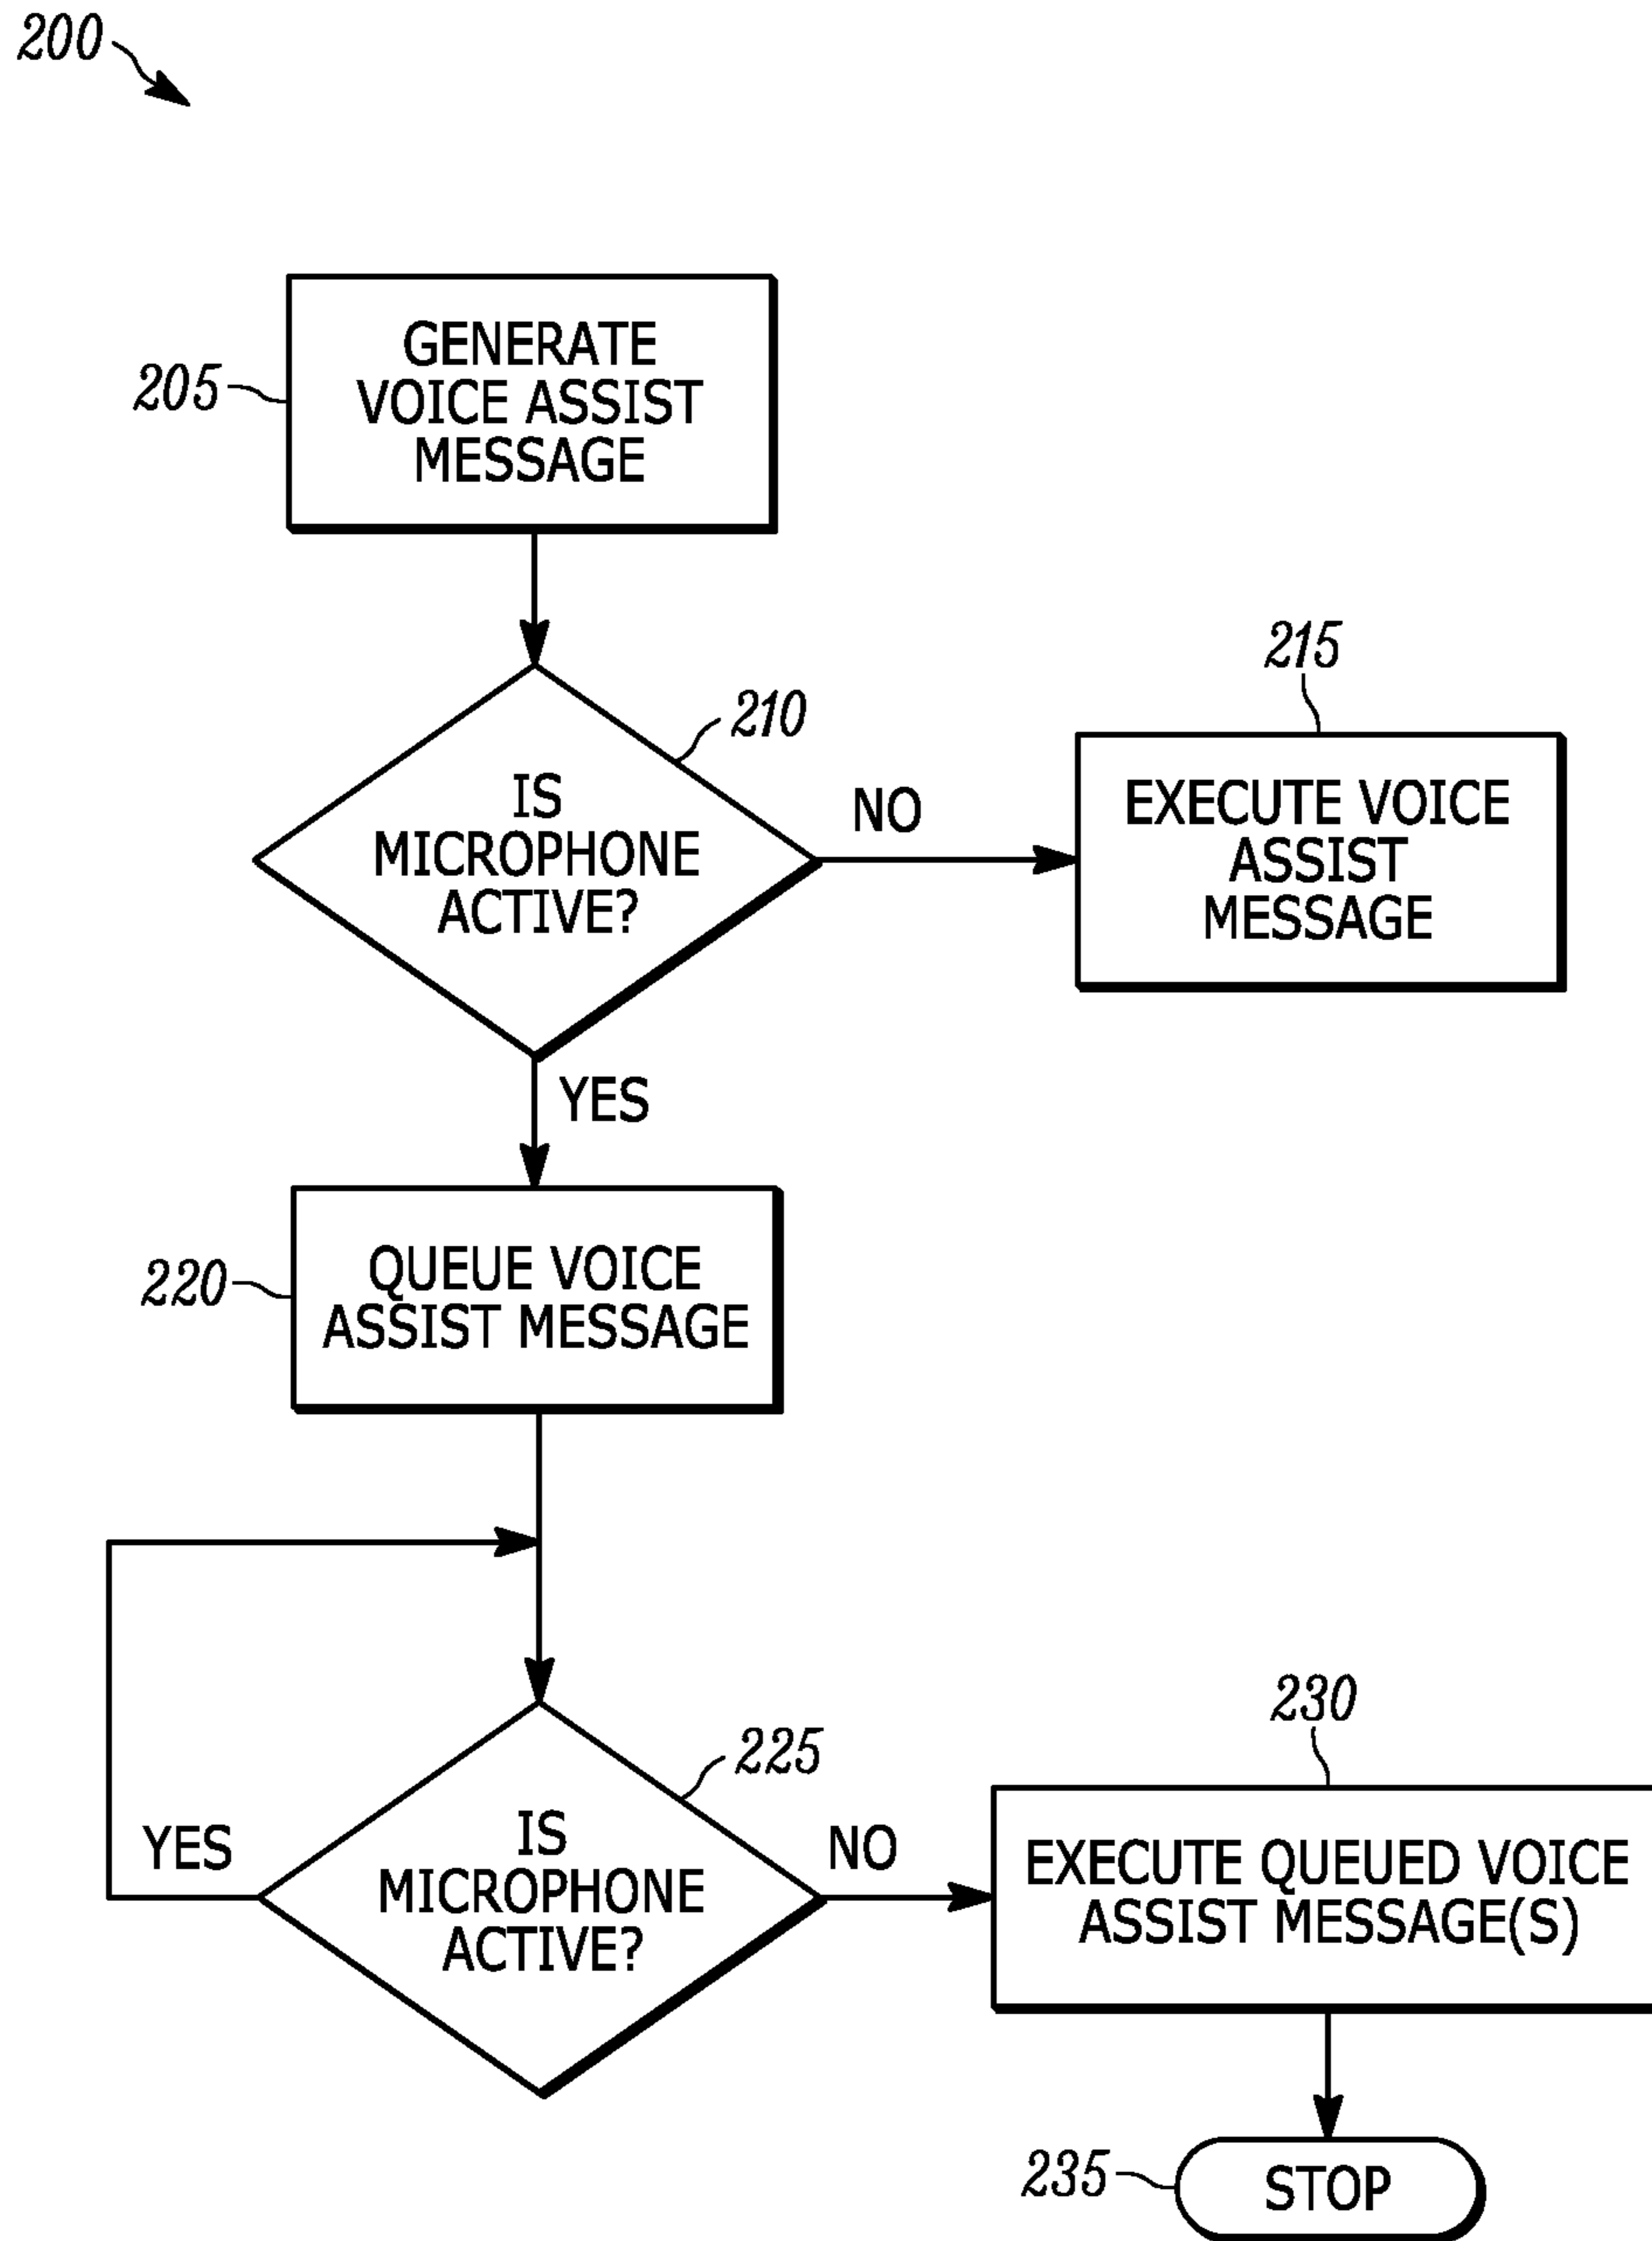 200
205
GENERATE
VOICE ASSIST
MESSAGE
210
IS
MICROPHONE
ACTIVE?
NO
215
EXECUTE VOICE
ASSIST
MESSAGE
YES
220
QUEUE VOICE
ASSIST MESSAGE
225
IS
MICROPHONE
ACTIVE?
YES
NO
230
EXECUTE QUEUED VOICE
ASSIST MESSAGE(S)
235
STOP